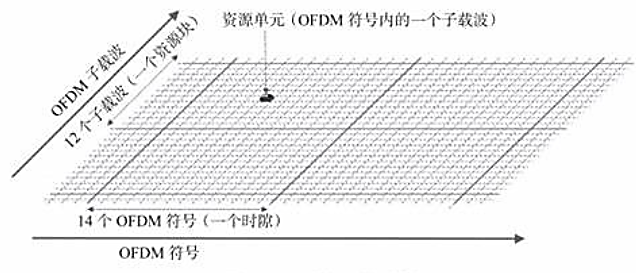 资源单元（OFDM 符号内的一个子载波）
OFDM 子载波
12 个子载波（一个资源块）
14 个 OFDM 符号（一个时隙）
OFDM 符号